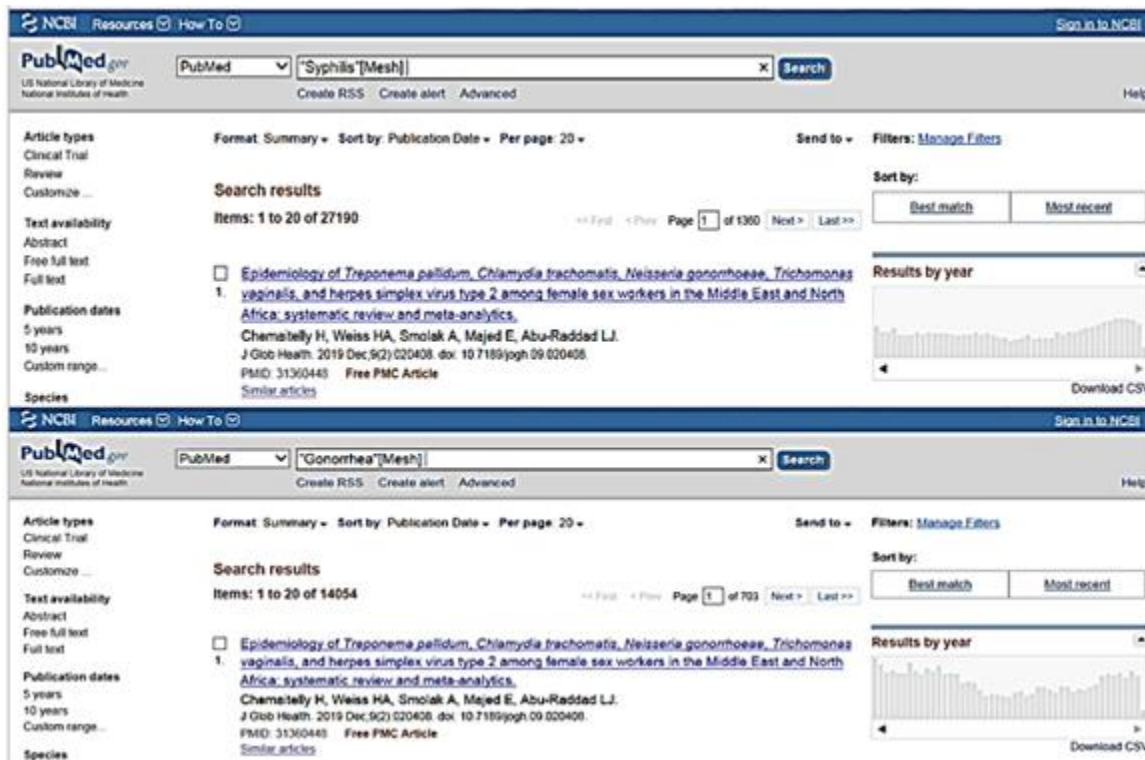 NCBI Resources How To Sign in to NCBI
PubMed.gov
US National Library of Medicine
National Institutes of Health
PubMed "Syphilis"[Mesh] × Search
Create RSS Create alert Advanced Help
Article types
Clinical Trial
Review
Customize ...
Text availability
Abstract
Free full text
Full text
Publication dates
5 years
10 years
Custom range...
Species
Format: Summary Sort by: Publication Date Per page: 20 Send to
Search results
Items: 1 to 20 of 27190 << First < Prev Page 1 of 1360 Next > Last >>
Epidemiology of Treponema pallidum, Chlamydia trachomatis, Neisseria gonorrhoeae, Trichomonas
1. vaginalis, and herpes simplex virus type 2 among female sex workers in the Middle East and North
Africa: systematic review and meta-analytics.
Chemaitelly H, Weiss HA, Smolak A, Majed E, Abu-Raddad LJ.
J Glob Health. 2019 Dec;9(2):020408. doi: 10.7189/jogh.09.020408.
PMID: 31360448 Free PMC Article
Similar articles
Filters: Manage Filters
Sort by:
Best match Most recent
Results by year
Download CSV
NCBI Resources How To Sign in to NCBI
PubMed.gov
US National Library of Medicine
National Institutes of Health
PubMed "Gonorrhea"[Mesh] × Search
Create RSS Create alert Advanced Help
Article types
Clinical Trial
Review
Customize ...
Text availability
Abstract
Free full text
Full text
Publication dates
5 years
10 years
Custom range...
Species
Format: Summary Sort by: Publication Date Per page: 20 Send to
Search results
Items: 1 to 20 of 14054 << First < Prev Page 1 of 703 Next > Last >>
Epidemiology of Treponema pallidum, Chlamydia trachomatis, Neisseria gonorrhoeae, Trichomonas
1. vaginalis, and herpes simplex virus type 2 among female sex workers in the Middle East and North
Africa: systematic review and meta-analytics.
Chemaitelly H, Weiss HA, Smolak A, Majed E, Abu-Raddad LJ.
J Glob Health. 2019 Dec;9(2):020408. doi: 10.7189/jogh.09.020408.
PMID: 31360448 Free PMC Article
Similar articles
Filters: Manage Filters
Sort by:
Best match Most recent
Results by year
Download CSV